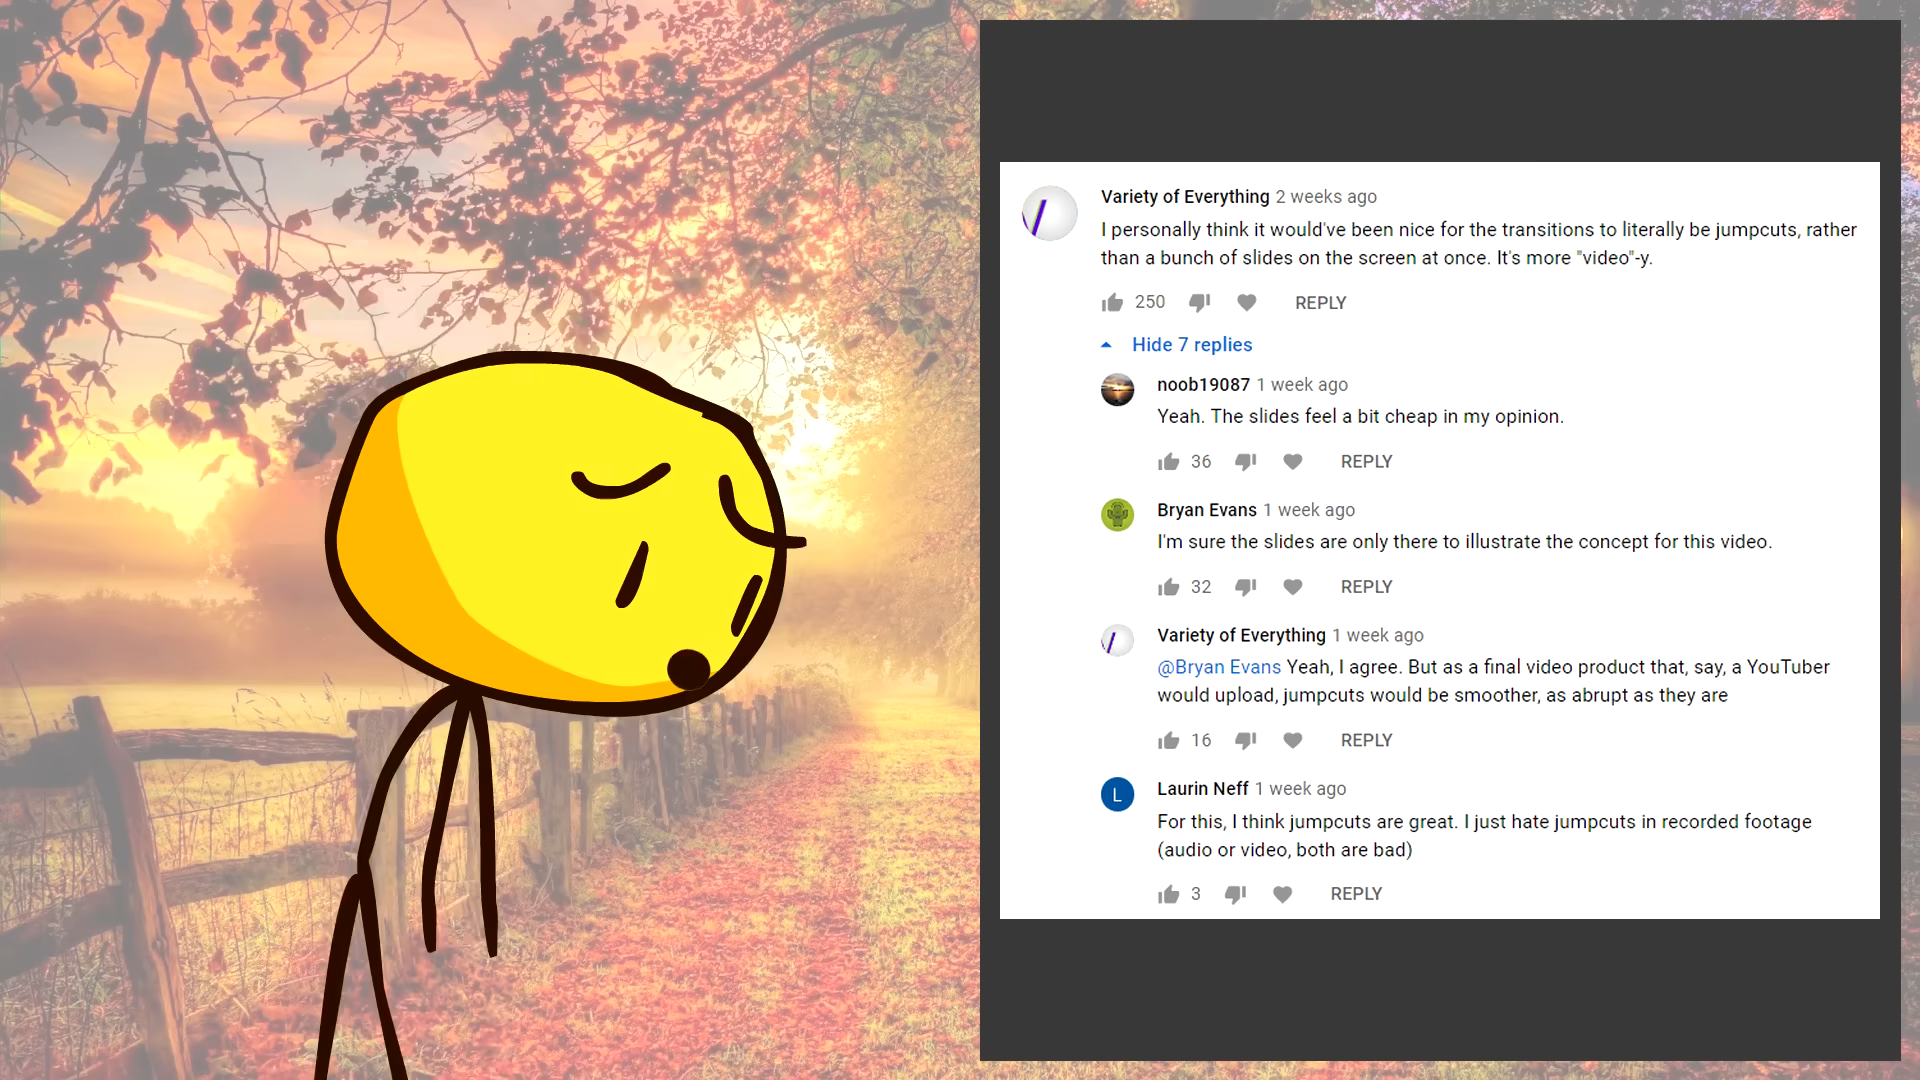 Variety of Everything 2 weeks ago
I personally think it would've been nice for the transitions to literally be jumpcuts, rather
than a bunch of slides on the screen at once. It's more "video"-y.
250 REPLY
Hide 7 replies
noob19087 1 week ago
Yeah. The slides feel a bit cheap in my opinion.
36 REPLY
Bryan Evans 1 week ago
I'm sure the slides are only there to illustrate the concept for this video.
32 REPLY
Variety of Everything 1 week ago
@Bryan Evans Yeah, I agree. But as a final video product that, say, a YouTuber
would upload, jumpcuts would be smoother, as abrupt as they are
16 REPLY
L
Laurin Neff 1 week ago
For this, I think jumpcuts are great. I just hate jumpcuts in recorded footage
(audio or video, both are bad)
3 REPLY